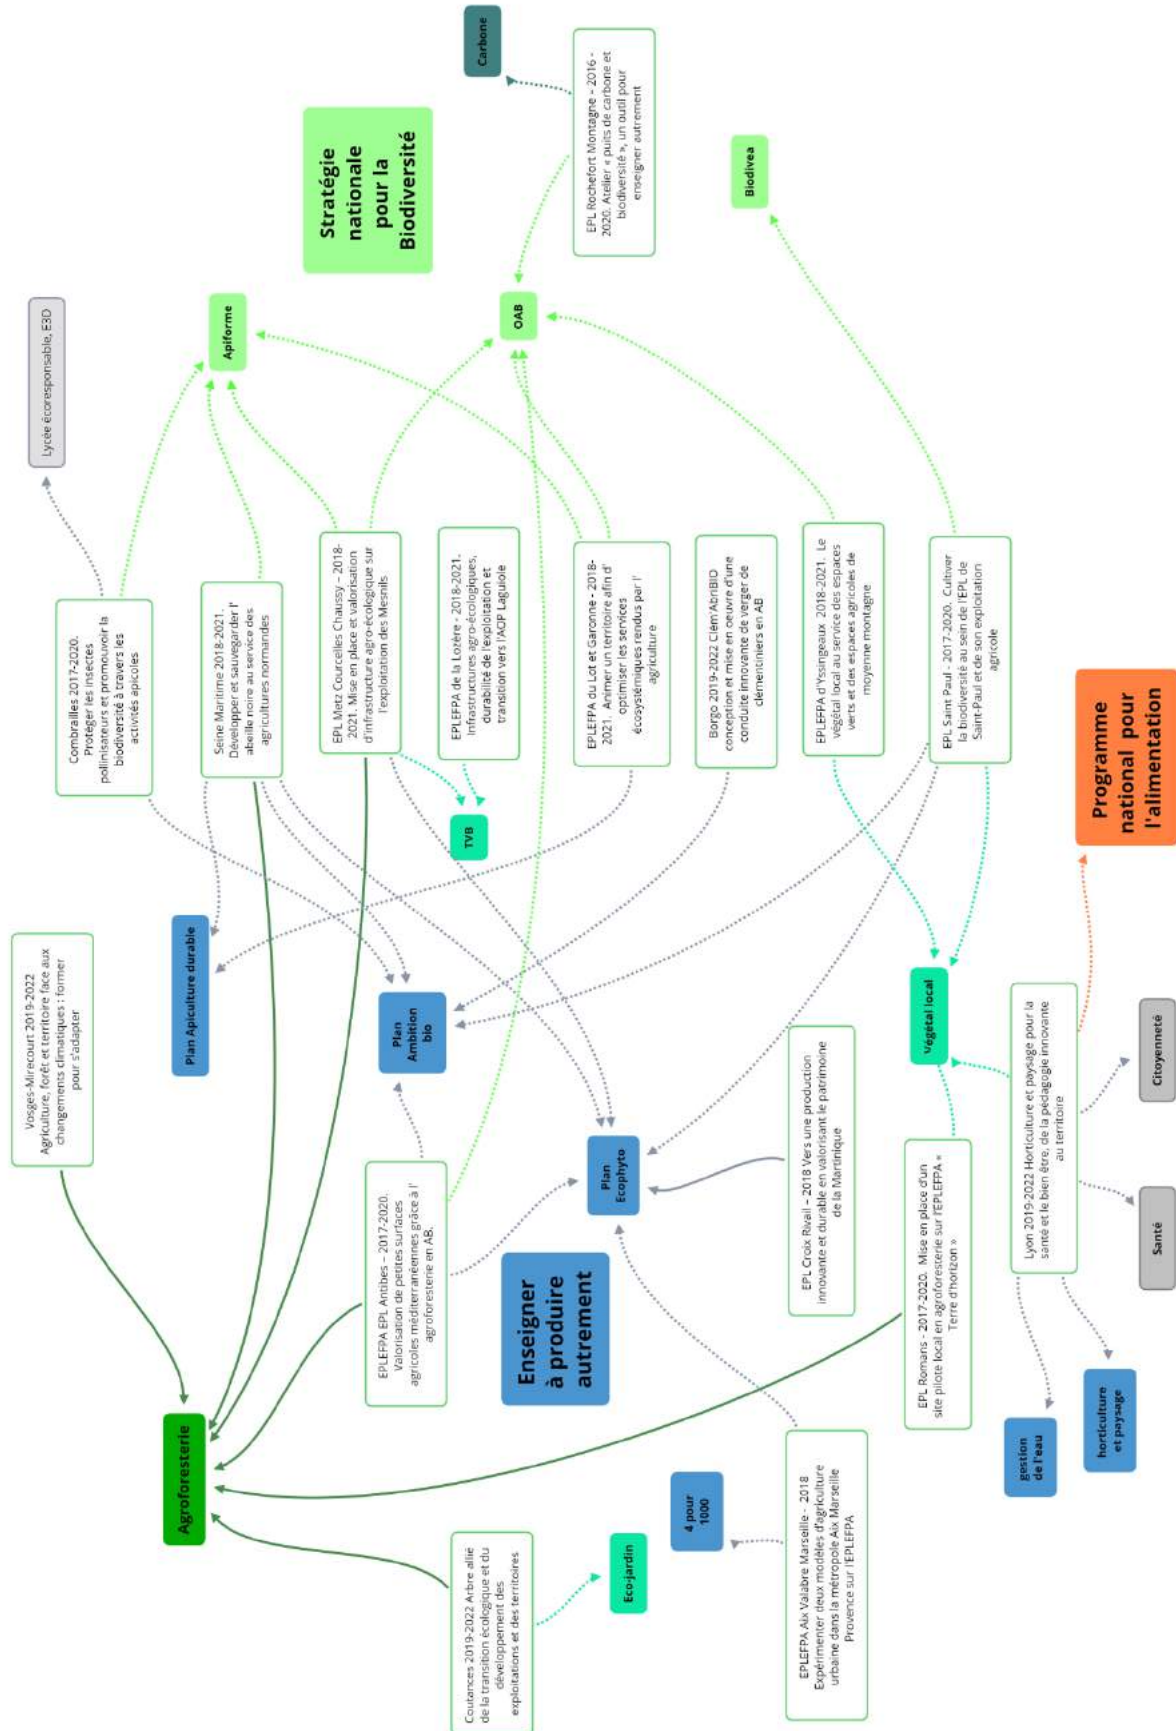 Coutances 2019-2022 Arbre allié
de la transition écologique et du
développement des
exploitations et des territoires
Agroforesterie
Vosges-Mirecourt 2019-2022
Agriculture, forêt et territoire face aux
changements climatiques : former
pour s'adapter
Plan Apiculture durable
Combrailles 2017-2020.
Protéger les insectes
pollinisateurs et promouvoir la
biodiversité à travers les
activités apicoles
Lycée écoresponsable, E3D
Seine Maritime 2018-2021.
Développer et sauvegarder l'
abeille noire au service des
agricultures normandes
Apiforme
Stratégie
nationale
pour la
Biodiversité
EPLEFPA EPL Antibes – 2017-2020.
Valorisation de petites surfaces
agricoles méditerranéennes grâce à l'
agroforesterie en AB.
Plan
Ambition
bio
EPL Metz Courcelles Chaussy – 2018-
2021. Mise en place et valorisation
d'infrastructure agro-écologique sur
l'exploitation des Mesnils
TVB
EPLEFPA de la Lozère - 2018-2021.
Infrastructures agro-écologiques,
durabilité de l'exploitation et
transition vers l'AOP Laguiole
Carbone
OAB
Enseigner
à produire
autrement
Plan
Ecophyto
EPLEFPA du Lot et Garonne - 2018-
2021. Animer un territoire afin d'
optimiser les services
écosystémiques rendus par l'
agriculture
EPL Rochefort Montagne – 2016 -
2020. Atelier « puits de carbone et
biodiversité », un outil pour
enseigner autrement
Eco-jardin
4 pour
1000
Borgo 2019-2022 Clém'AbriBIO
conception et mise en oeuvre d'une
conduite innovante de verger de
clémentiniers en AB
Biodivea
EPLEFPA Aix Valabre Marseille - 2018
Expérimenter deux modèles d'agriculture
urbaine dans la métropole Aix Marseille
Provence sur l'EPLEFPA
EPL Croix Rivail – 2018 Vers une production
innovante et durable en valorisant le patrimoine
de la Martinique
EPLEFPA d'Yssingeaux 2018-2021. Le
végétal local au service des espaces
verts et des espaces agricoles de
moyenne montagne
EPL Romans - 2017-2020. Mise en place d'un
site pilote local en agroforesterie sur l'EPLEFPA «
Terre d'horizon »
Végétal local
EPL Saint Paul - 2017-2020. Cultiver
la biodiversité au sein de l'EPL de
Saint-Paul et de son exploitation
agricole
gestion
de l'eau
Lyon 2019-2022 Horticulture et paysage pour la
santé et le bien être, de la pédagogie innovante
au territoire
horticulture
et paysage
Programme
national pour
l'alimentation
Santé
Citoyenneté